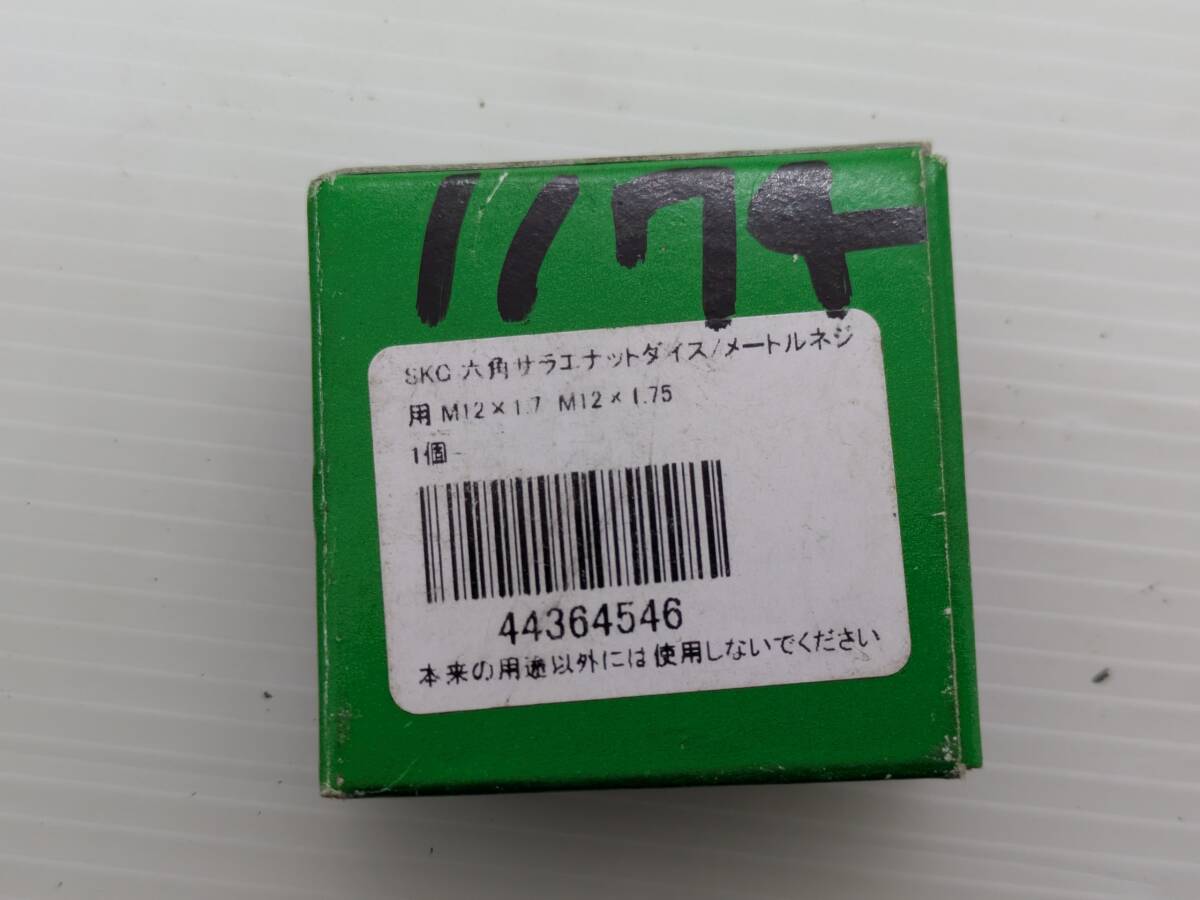 1174
SKC 六角サラエナットダイス/メートルネジ
用 M12×1.7 M12×1.75
1個
44364546
本来の用途以外には使用しないでください